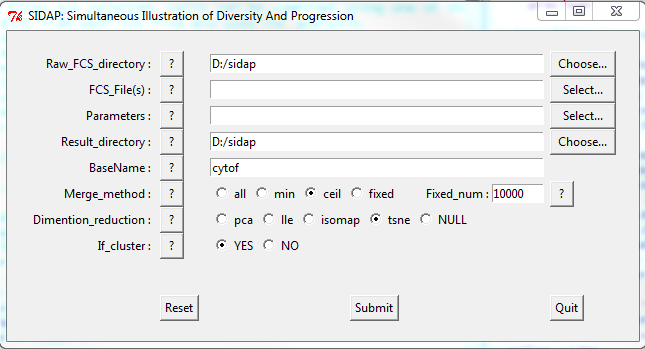 SIDAP: Simultaneous Illustration of Diversity And Progression
Raw_FCS_directory : ? D:/sidap Choose...
FCS_File(s) : ? Select...
Parameters : ? Select...
Result_directory : ? D:/sidap Choose...
BaseName : ? cytof
Merge_method : ? all min ceil fixed Fixed_num : 10000 ?
Dimention_reduction : ? pca lle isomap tsne NULL
If_cluster : ? YES NO
Reset Submit Quit